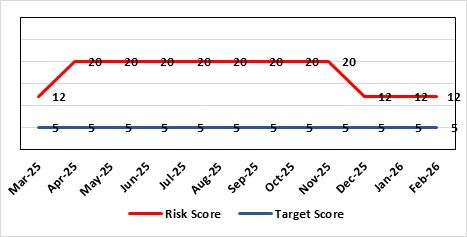 20 20 20 20 20 20 20 20
12 12 12 12
5 5 5 5 5 5 5 5 5 5 5 5
Mar-25 Apr-25 May-25 Jun-25 Jul-25 Aug-25 Sep-25 Oct-25 Nov-25 Dec-25 Jan-26 Feb-26
Risk Score Target Score